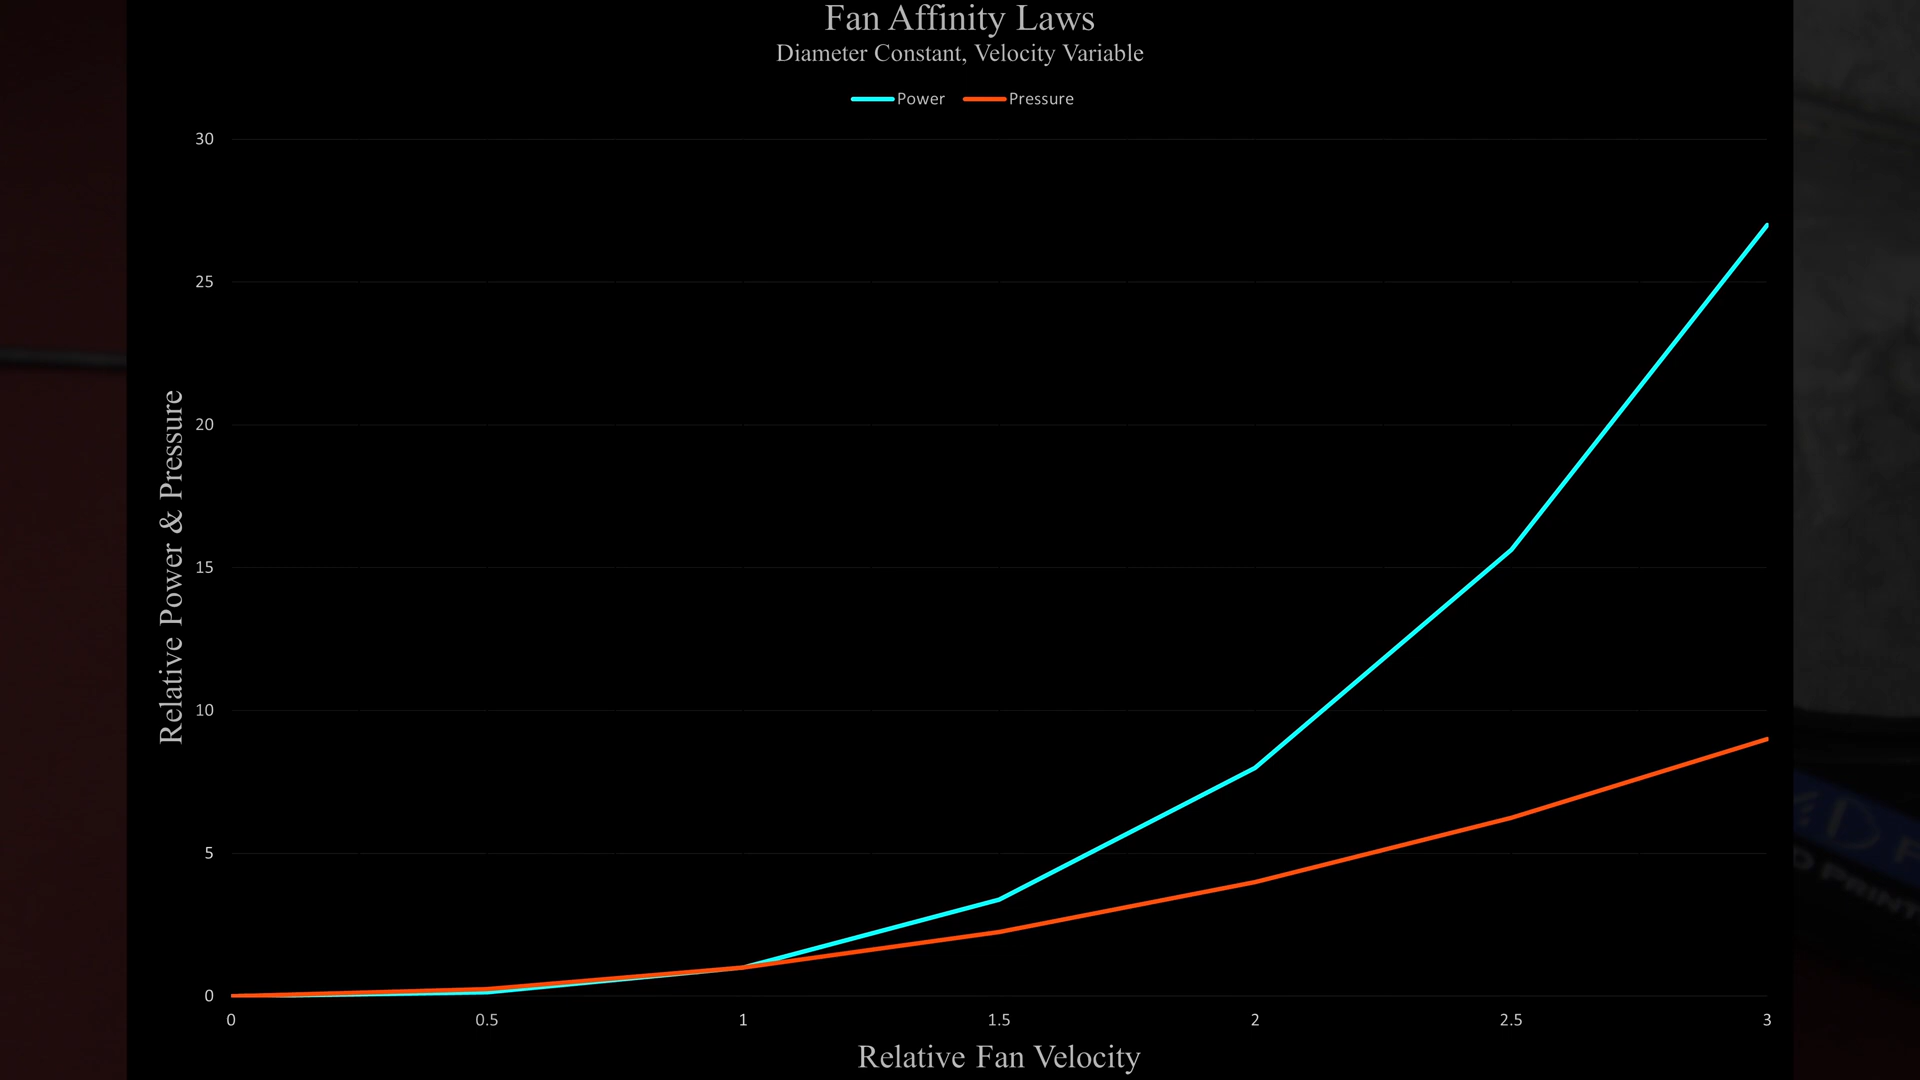 Fan Affinity Laws
Diameter Constant, Velocity Variable
Power Pressure
30
25
20
15
10
5
0
Relative Power & Pressure
0 0.5 1 1.5 2 2.5 3
Relative Fan Velocity
PRINT